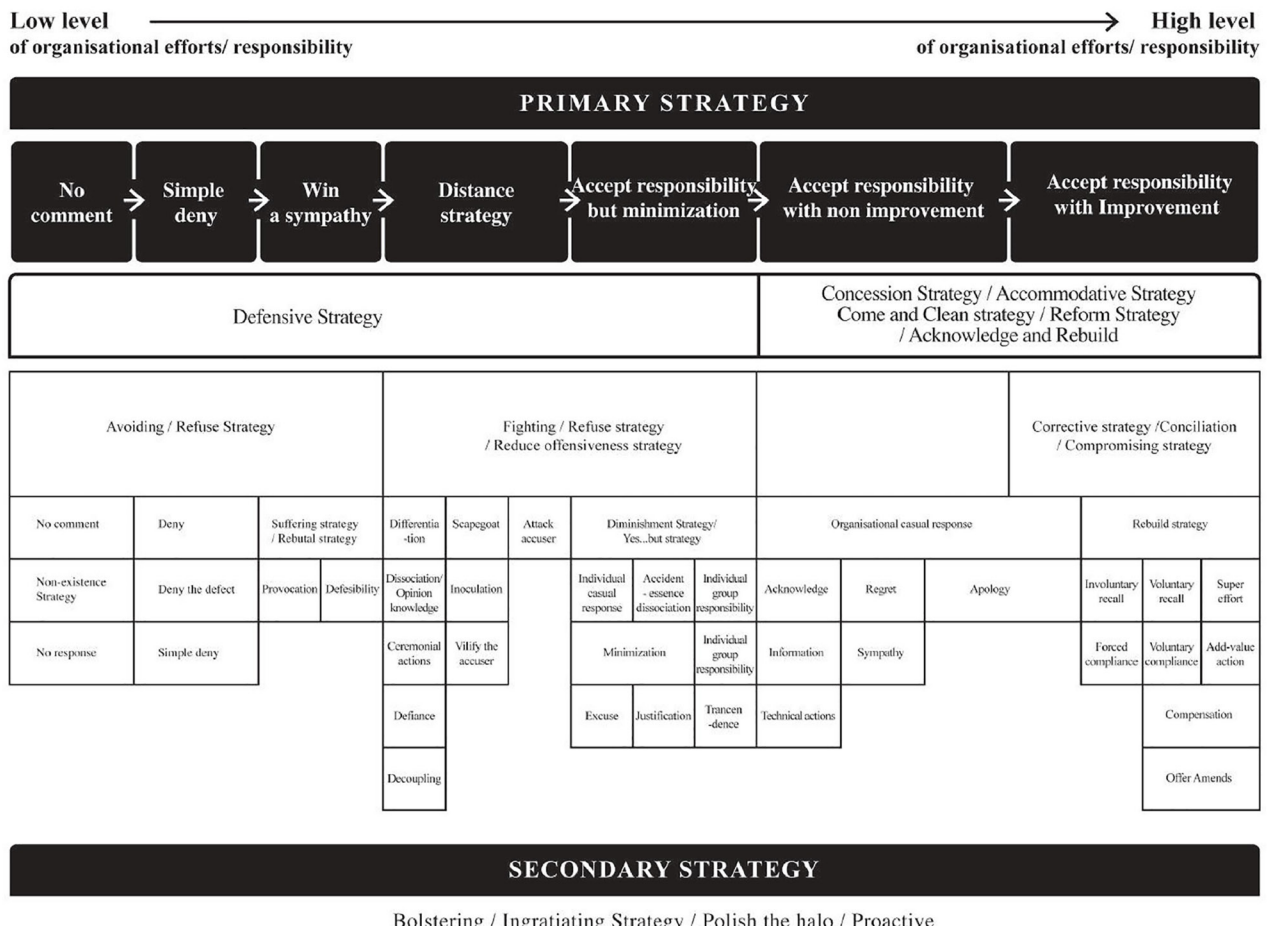 Low level
High level
of organisational efforts/ responsibility
of organisational efforts/ responsibility
PRIMARY STRATEGY
No
comment
Simple
deny
Win
a sympathy
Distance
strategy
Accept responsibility
but minimization
Accept responsibility
with non improvement
Accept responsibility
with Improvement
Defensive Strategy
Concession Strategy / Accommodative Strategy
Come and Clean strategy / Reform Strategy
/ Acknowledge and Rebuild
Avoiding / Refuse Strategy
Fighting / Refuse strategy
/ Reduce offensiveness strategy
Corrective strategy /Conciliation
/ Compromising strategy
No comment
Deny
Suffering strategy
/ Rebutal strategy
Differentia
-tion
Scapegoat
Attack
accuser
Diminishment Strategy/
Yes...but strategy
Organisational casual response
Rebuild strategy
Non-existence
Strategy
Deny the defect
Provocation
Defesibility
Dissociation/
Opinion
knowledge
Inoculation
Individual
casual
response
Accident
- essence
dissociation
Individual
group
responsibility
Acknowledge
Regret
Apology
Involuntary
recall
Voluntary
recall
Super
effort
No response
Simple deny
Ceremonial
actions
Vilify the
accuser
Minimization
Individual
group
responsibility
Information
Sympathy
Forced
compliance
Voluntary
compliance
Add-value
action
Defiance
Excuse
Justification
Trancen
-dence
Technical actions
Compensation
Decoupling
Offer Amends
SECONDARY STRATEGY
Bolstering / Ingratiating Strategy / Polish the halo / Proactive